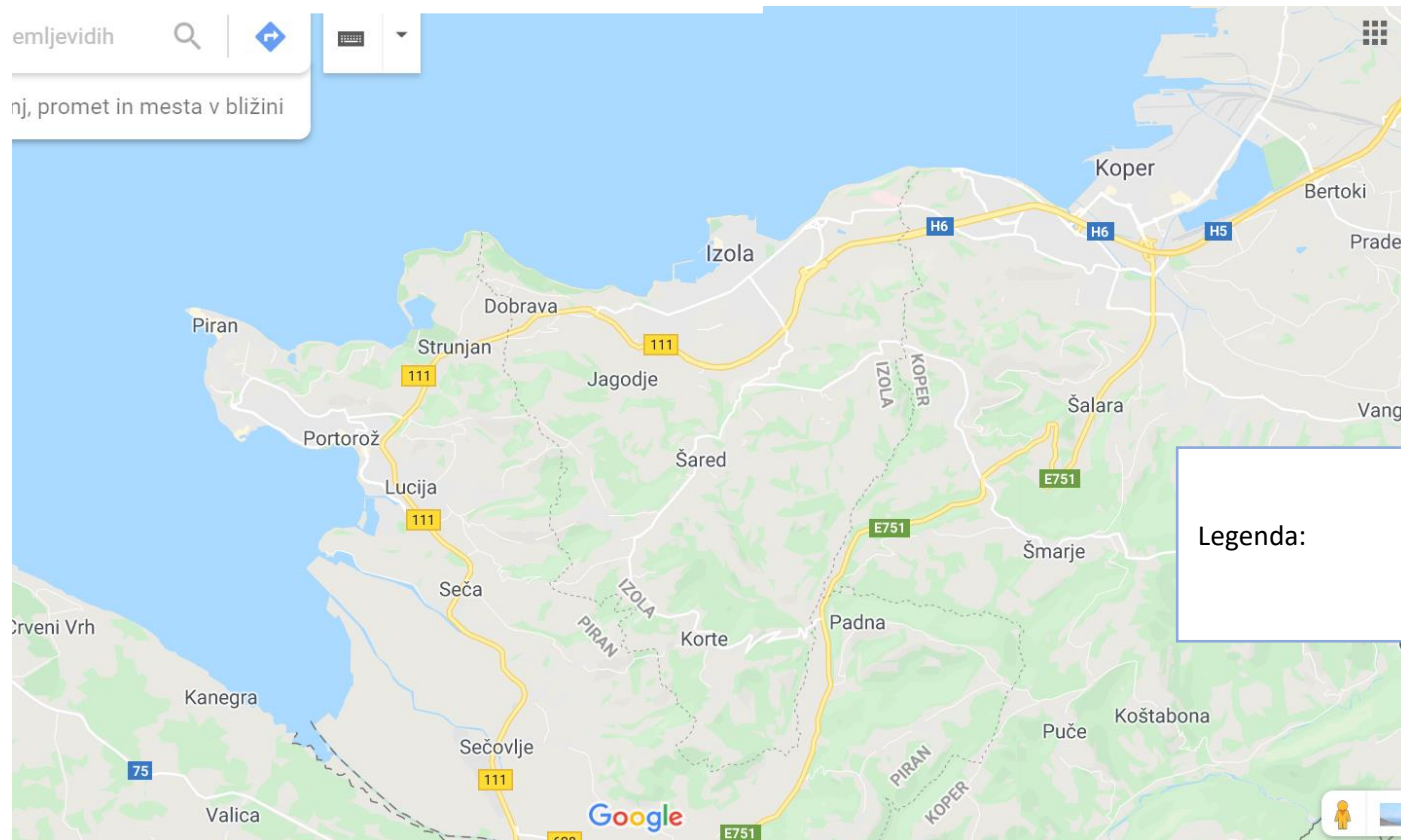 emljevidih
nj, promet in mesta v bližini
Koper
Bertoki
H6
H6
H5
Prade
Izola
Dobrava
Piran
Strunjan
111
111
Jagodje
IZOLA
KOPER
Šalara
Vang
Portorož
Šared
Lucija
E751
111
E751
Legenda:
Šmarje
Seča
IZOLA
PIRAN
Korte
Padna
Črveni Vrh
Kanegra
Koštabona
Puče
Sečovlje
75
111
PIRAN
KOPER
Valica
Google
E751